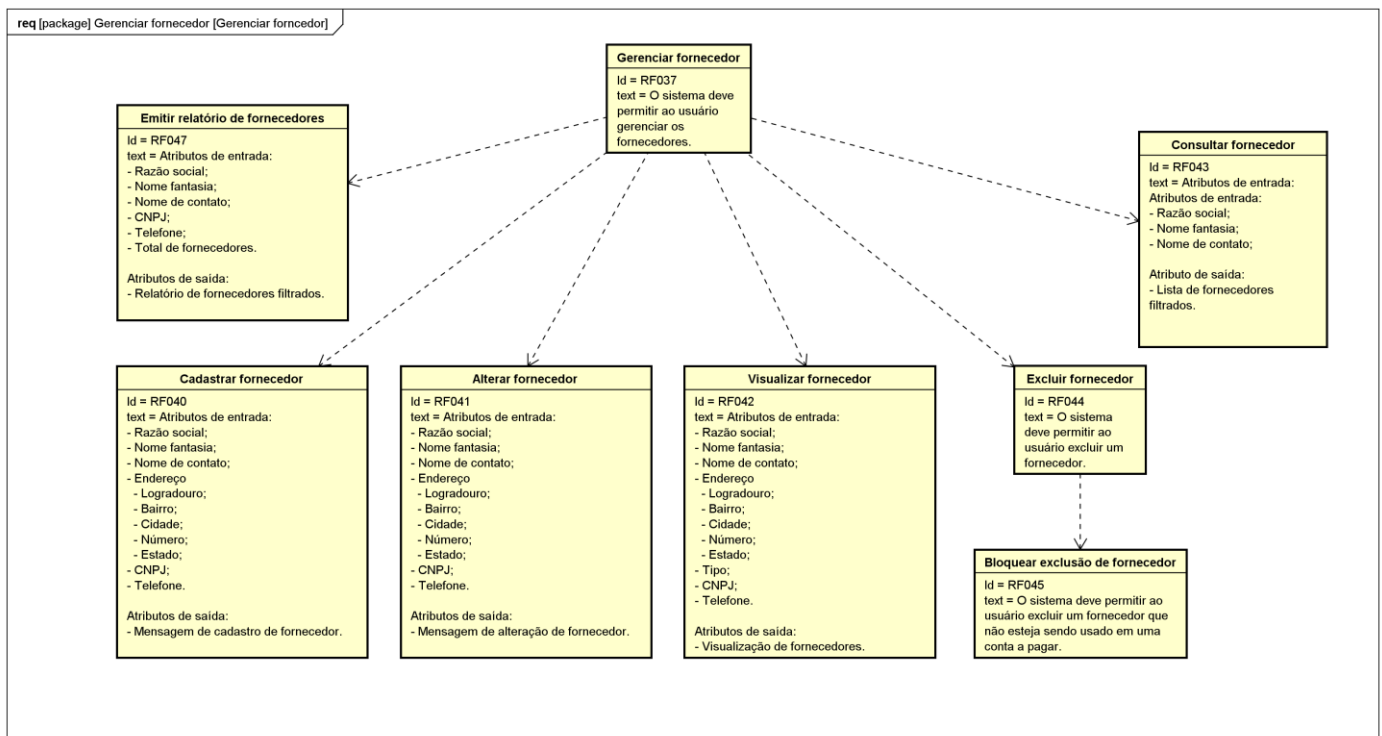 req [package] Gerenciar fornecedor [Gerenciar forncedor]
Gerenciar fornecedor
Id = RF037
text = O sistema deve
permitir ao usuário
gerenciar os
fornecedores.
Emitir relatório de fornecedores
Id = RF047
text = Atributos de entrada:
- Razão social;
- Nome fantasia;
- Nome de contato;
- CNPJ;
- Telefone;
- Total de fornecedores.
Atributos de saída:
- Relatório de fornecedores filtrados.
Consultar fornecedor
Id = RF043
text = Atributos de entrada:
Atributos de entrada:
- Razão social;
- Nome fantasia;
- Nome de contato;
Atributo de saída:
- Lista de fornecedores
filtrados.
Cadastrar fornecedor
Id = RF040
text = Atributos de entrada:
- Razão social;
- Nome fantasia;
- Nome de contato;
- Endereço
- Logradouro;
- Bairro;
- Cidade;
- Número;
- Estado;
- CNPJ;
- Telefone.
Atributos de saída:
- Mensagem de cadastro de fornecedor.
Alterar fornecedor
Id = RF041
text = Atributos de entrada:
- Razão social;
- Nome fantasia;
- Nome de contato;
- Endereço
- Logradouro;
- Bairro;
- Cidade;
- Número;
- Estado;
- CNPJ;
- Telefone.
Atributos de saída:
- Mensagem de alteração de fornecedor.
Visualizar fornecedor
Id = RF042
text = Atributos de entrada:
- Razão social;
- Nome fantasia;
- Nome de contato;
- Endereço
- Logradouro;
- Bairro;
- Cidade;
- Número;
- Estado;
- Tipo;
- CNPJ;
- Telefone.
Atributos de saída:
- Visualização de fornecedores.
Excluir fornecedor
Id = RF044
text = O sistema
deve permitir ao
usuário excluir um
fornecedor.
Bloquear exclusão de fornecedor
Id = RF045
text = O sistema deve permitir ao
usuário excluir um fornecedor que
não esteja sendo usado em uma
conta a pagar.